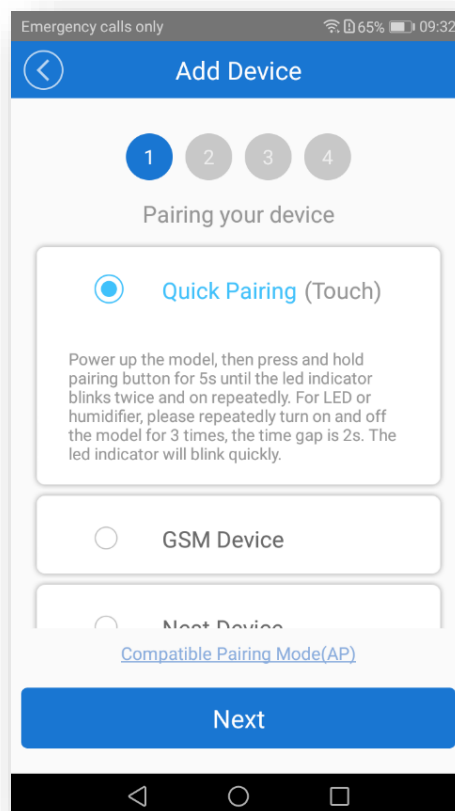 Emergency calls only 65% 09:32
Add Device
1 2 3 4
Pairing your device
Quick Pairing (Touch)
Power up the model, then press and hold
pairing button for 5s until the led indicator
blinks twice and on repeatedly. For LED or
humidifier, please repeatedly turn on and off
the model for 3 times, the time gap is 2s. The
led indicator will blink quickly.
GSM Device
Nest Device
Compatible Pairing Mode(AP)
Next